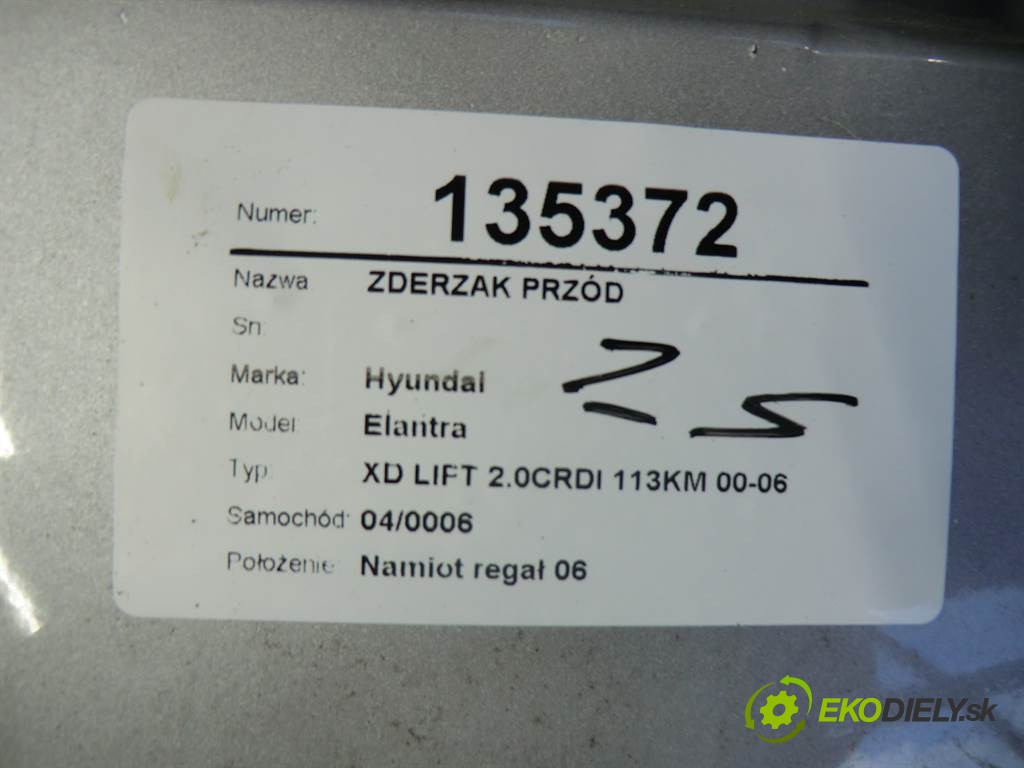 Numer: 135372
Nazwa ZDERZAK PRZÓD
Sn:
Marka: Hyundai
Model Elantra
Typ XD LIFT 2.0CRDI 113KM 00-06
Samochód: 04/0006
Położenie Namiot regał 06
EKODIELY.sk